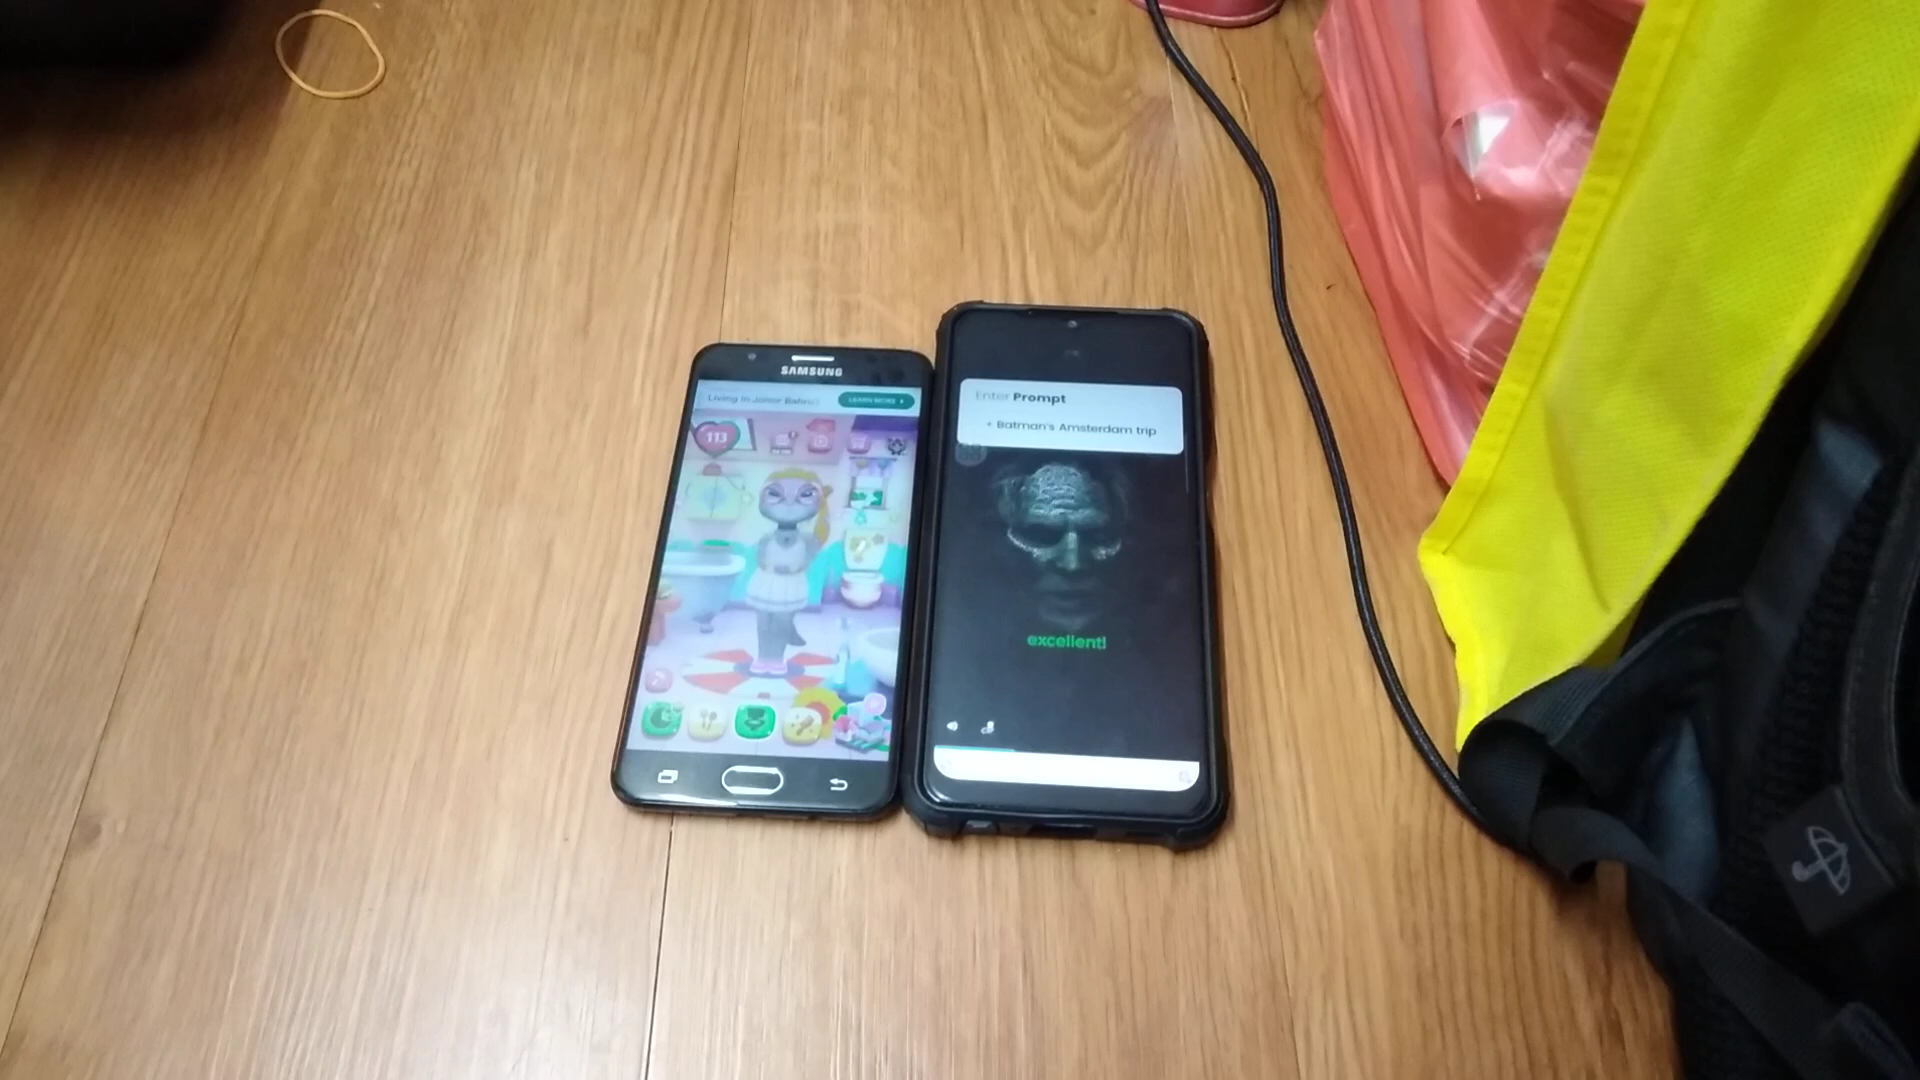 SAMSUNG
Living in Johor Bahru?
LEARN MORE
113
Enter Prompt
+ Batman's Amsterdam trip
excellent!